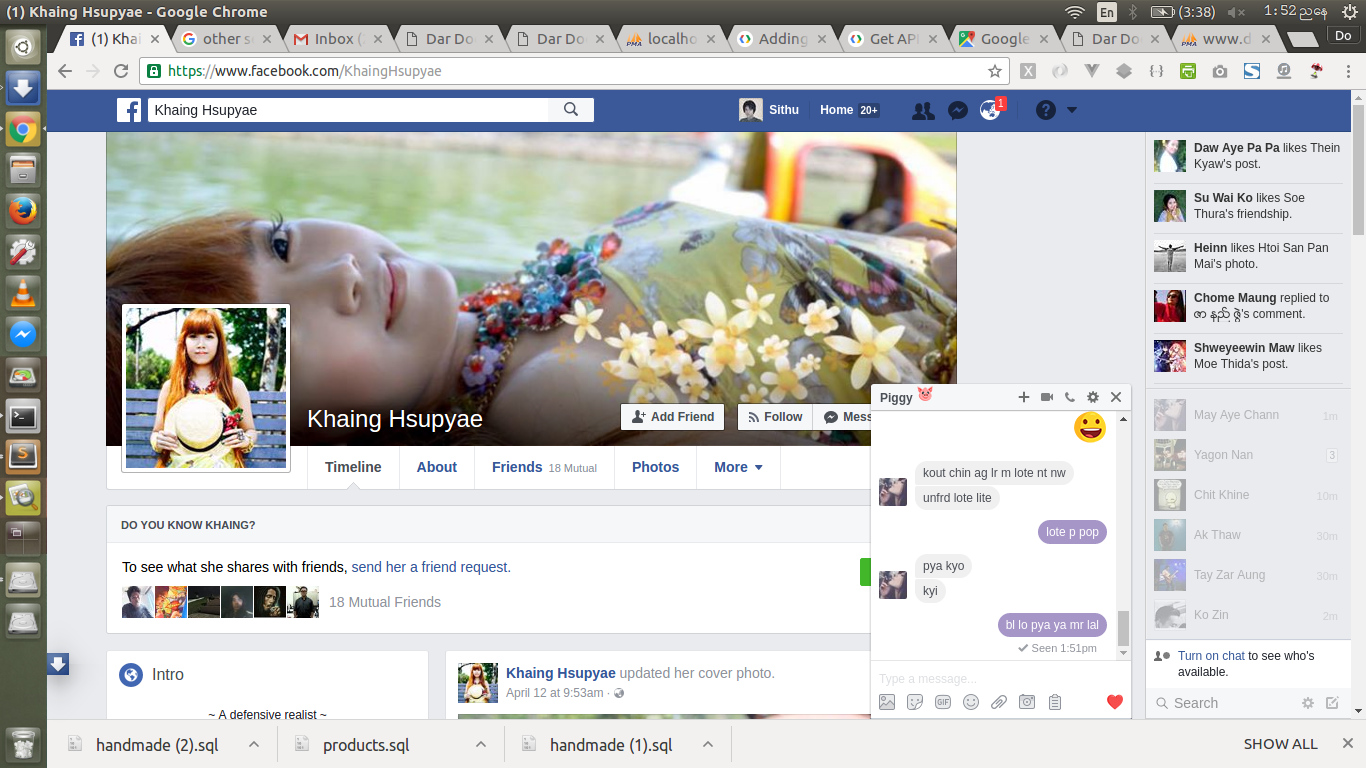 (1) Khaing Hsupyae - Google Chrome
En
(3:38)
1:52 ညနေ
(1) Khai
other s
Inbox (
Dar Do
Dar Do
localho
Adding
Get API
Google
Dar Do
www.d
Do
https://www.facebook.com/KhaingHsupyae
Khaing Hsupyae
Sithu
Home 20+
1
Daw Aye Pa Pa likes Thein
Kyaw's post.
Su Wai Ko likes Soe
Thura's friendship.
Heinn likes Htoi San Pan
Mai's photo.
Chome Maung replied to
's comment.
Shweyeewin Maw likes
Moe Thida's post.
Khaing Hsupyae
Add Friend
Follow
Mess
Timeline
About
Friends 18 Mutual
Photos
More
DO YOU KNOW KHAING?
To see what she shares with friends, send her a friend request.
18 Mutual Friends
Intro
~ A defensive realist ~
Khaing Hsupyae updated her cover photo.
April 12 at 9:53am
Piggy
kout chin ag lr m lote nt nw
unfrd lote lite
lote p pop
pya kyo
kyi
bl lo pya ya mr lal
Seen 1:51pm
Type a message...
GIF
May Aye Chann 1m
Yagon Nan 3
Chit Khine 10m
Ak Thaw 30m
Tay Zar Aung 30m
Ko Zin 2m
Turn on chat to see who's
available.
Search
handmade (2).sql
products.sql
handmade (1).sql
SHOW ALL